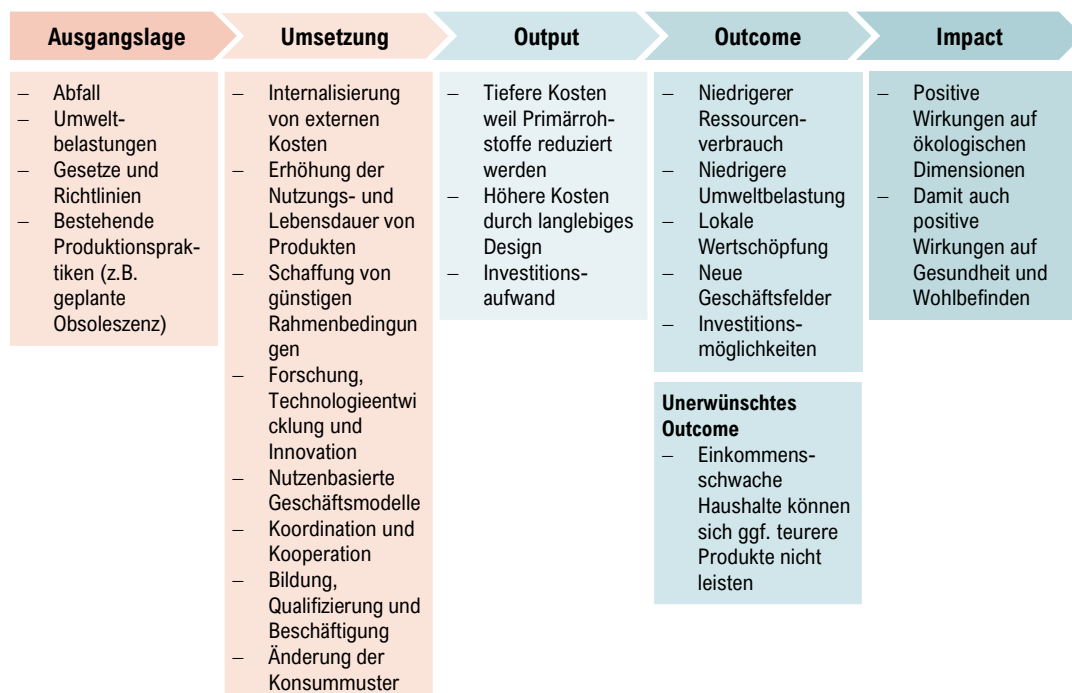 Ausgangslage
Umsetzung
Output
Outcome
Impact
– Abfall
– Umwelt-
belastungen
– Gesetze und
Richtlinien
– Bestehende
Produktionsprak-
tiken (z.B.
geplante
Obsoleszenz)
– Internalisierung
von externen
Kosten
– Erhöhung der
Nutzungs- und
Lebensdauer von
Produkten
– Schaffung von
günstigen
Rahmenbedingun
gen
– Forschung,
Technologieentwi
cklung und
Innovation
– Nutzenbasierte
Geschäftsmodelle
– Koordination und
Kooperation
– Bildung,
Qualifizierung und
Beschäftigung
– Änderung der
Konsummuster
– Tiefere Kosten
weil Primärroh-
stoffe reduziert
werden
– Höhere Kosten
durch langlebiges
Design
– Investitions-
aufwand
– Niedrigerer
Ressourcen-
verbrauch
– Niedrigere
Umweltbelastung
– Lokale
Wertschöpfung
– Neue
Geschäftsfelder
– Investitions-
möglichkeiten
Unerwünschtes
Outcome
– Einkommens-
schwache
Haushalte können
sich ggf. teurere
Produkte nicht
leisten
– Positive
Wirkungen auf
ökologischen
Dimensionen
– Damit auch
positive
Wirkungen auf
Gesundheit und
Wohlbefinden